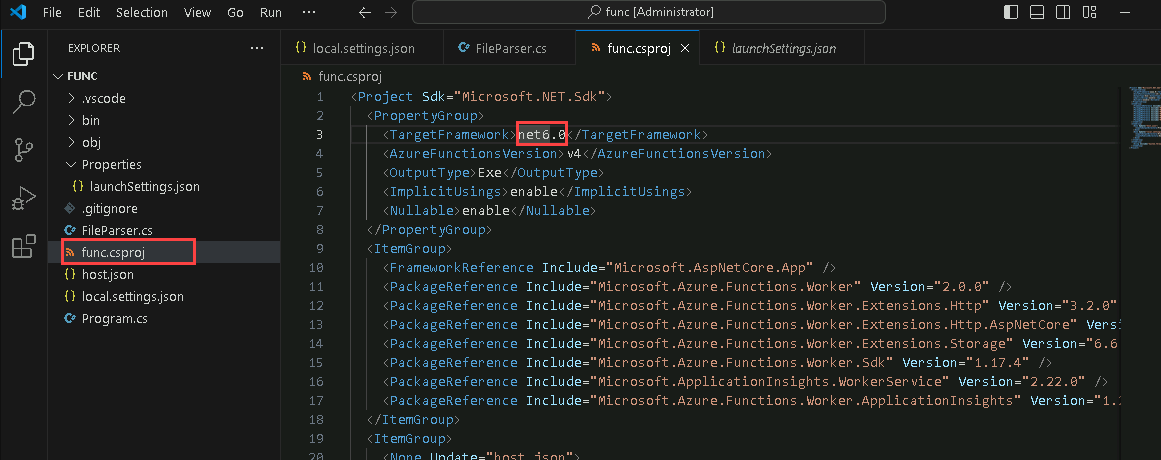 File Edit Selection View Go Run ··· func [Administrator]
EXPLORER ···
FUNC
.vscode
bin
obj
Properties
{} launchSettings.json
.gitignore
FileParser.cs
func.csproj
{} host.json
{} local.settings.json
Program.cs
{} local.settings.json FileParser.cs func.csproj {} launchSettings.json
func.csproj
1 <Project Sdk="Microsoft.NET.Sdk">
2 <PropertyGroup>
3 <TargetFramework>net6.0</TargetFramework>
4 <AzureFunctionsVersion>v4</AzureFunctionsVersion>
5 <OutputType>Exe</OutputType>
6 <ImplicitUsings>enable</ImplicitUsings>
7 <Nullable>enable</Nullable>
8 </PropertyGroup>
9 <ItemGroup>
10 <FrameworkReference Include="Microsoft.AspNetCore.App" />
11 <PackageReference Include="Microsoft.Azure.Functions.Worker" Version="2.0.0" />
12 <PackageReference Include="Microsoft.Azure.Functions.Worker.Extensions.Http" Version="3.2.0"
13 <PackageReference Include="Microsoft.Azure.Functions.Worker.Extensions.Http.AspNetCore" Versi
14 <PackageReference Include="Microsoft.Azure.Functions.Worker.Extensions.Storage" Version="6.6
15 <PackageReference Include="Microsoft.Azure.Functions.Worker.Sdk" Version="1.17.4" />
16 <PackageReference Include="Microsoft.ApplicationInsights.WorkerService" Version="2.22.0" />
17 <PackageReference Include="Microsoft.Azure.Functions.Worker.ApplicationInsights" Version="1.
18 </ItemGroup>
19 <ItemGroup>
20 <None Update="host.json">